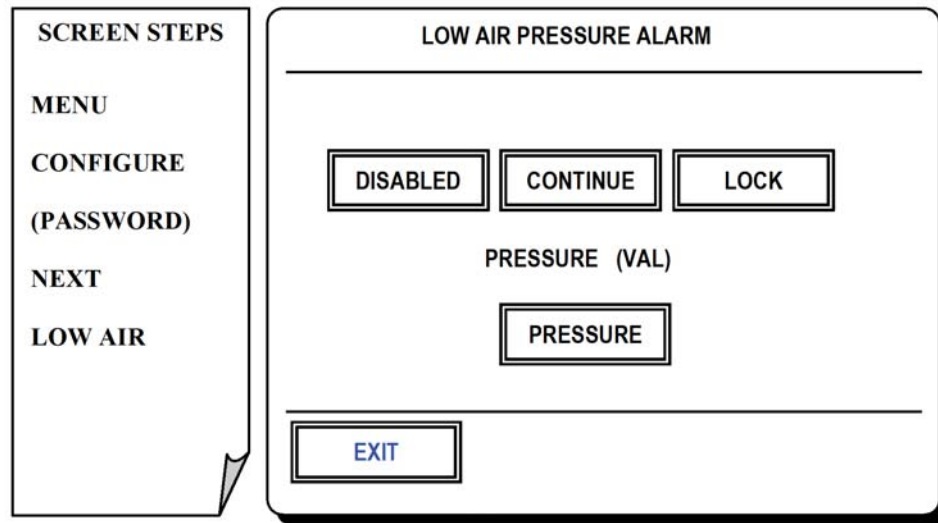 SCREEN STEPS
MENU
CONFIGURE
(PASSWORD)
NEXT
LOW AIR
LOW AIR PRESSURE ALARM
DISABLED CONTINUE LOCK
PRESSURE (VAL)
PRESSURE
EXIT